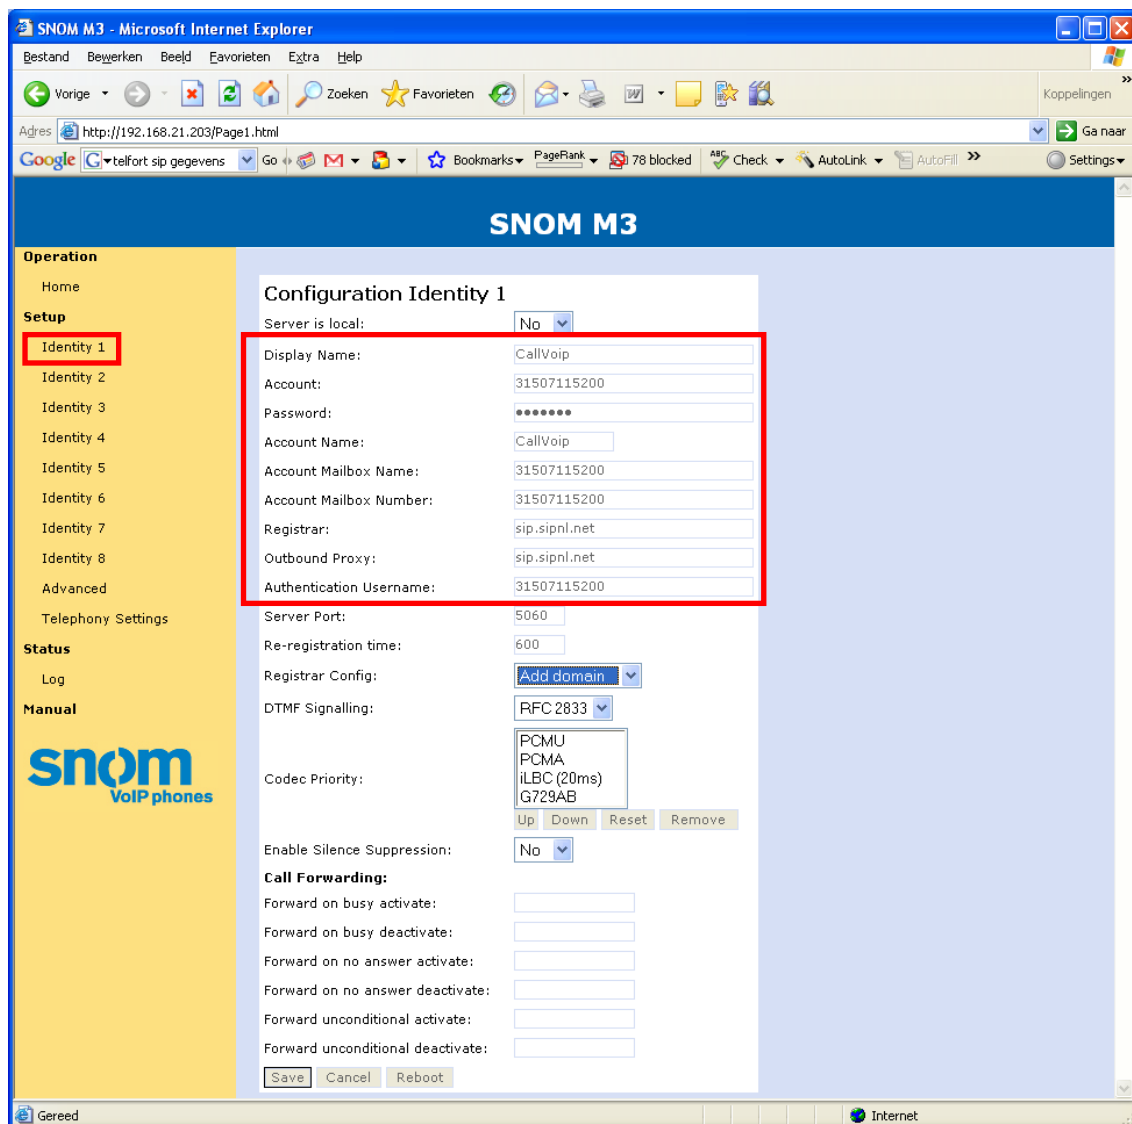 SNOM M3 - Microsoft Internet Explorer
Bestand Bewerken Beeld Favorieten Extra Help
Vorige Zoeken Favorieten Koppelingen »
Adres http://192.168.21.203/Page1.html Ga naar
Google G telfort sip gegevens Go Bookmarks PageRank 78 blocked ABC Check AutoLink AutoFill » Settings
SNOM M3
Operation
Home
Setup
Identity 1
Identity 2
Identity 3
Identity 4
Identity 5
Identity 6
Identity 7
Identity 8
Advanced
Telephony Settings
Status
Log
Manual
snom
VoIP phones
Configuration Identity 1
Server is local: No
Display Name: CallVoip
Account: 31507115200
Password: •••••••
Account Name: CallVoip
Account Mailbox Name: 31507115200
Account Mailbox Number: 31507115200
Registrar: sip.sipnl.net
Outbound Proxy: sip.sipnl.net
Authentication Username: 31507115200
Server Port: 5060
Re-registration time: 600
Registrar Config: Add domain
DTMF Signalling: RFC 2833
Codec Priority:
PCMU
PCMA
iLBC (20ms)
G729AB
Up Down Reset Remove
Enable Silence Suppression: No
Call Forwarding:
Forward on busy activate:
Forward on busy deactivate:
Forward on no answer activate:
Forward on no answer deactivate:
Forward unconditional activate:
Forward unconditional deactivate:
Save Cancel Reboot
Gereed Internet